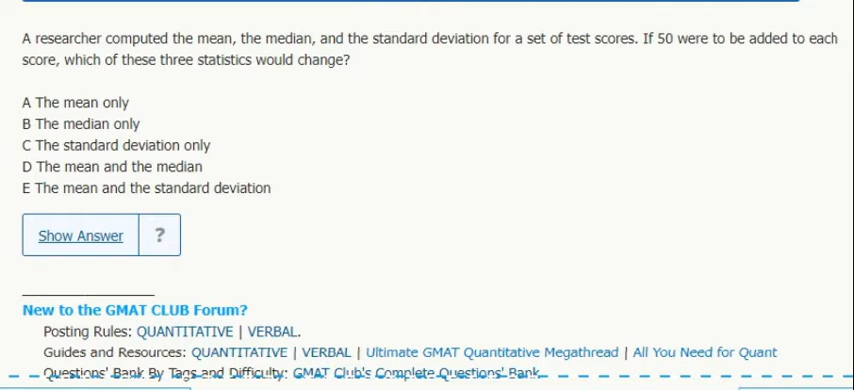 A researcher computed the mean, the median, and the standard deviation for a set of test scores. If 50 were to be added to each
score, which of these three statistics would change?
A The mean only
B The median only
C The standard deviation only
D The mean and the median
E The mean and the standard deviation
Show Answer ?
New to the GMAT CLUB Forum?
Posting Rules: QUANTITATIVE | VERBAL.
Guides and Resources: QUANTITATIVE | VERBAL | Ultimate GMAT Quantitative Megathread | All You Need for Quant
Questions' Bank By Tags and Difficulty: GMAT Club's Complete Questions' Bank